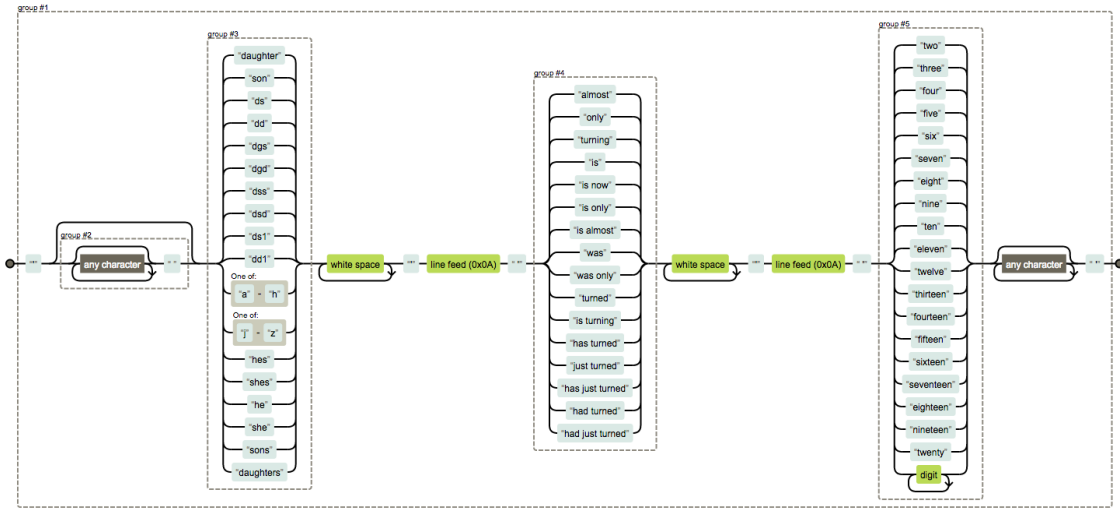 group #1
group #2
any character
group #3
“daughter”
“son”
“ds”
“dd”
“dgs”
“dgd”
“dss”
“dsd”
“ds1”
“dd1”
One of:
“a” - “h”
One of:
“j” - “z”
“hes”
“shes”
“he”
“she”
“sons”
“daughters”
white space
line feed (0x0A)
group #4
“almost”
“only”
“turning”
“is”
“is now”
“is only”
“is almost”
“was”
“was only”
“turned”
“is turning”
“has turned”
“just turned”
“has just turned”
“had turned”
“had just turned”
white space
line feed (0x0A)
group #5
“two”
“three”
“four”
“five”
“six”
“seven”
“eight”
“nine”
“ten”
“eleven”
“twelve”
“thirteen”
“fourteen”
“fifteen”
“sixteen”
“seventeen”
“eighteen”
“nineteen”
“twenty”
digit
any character